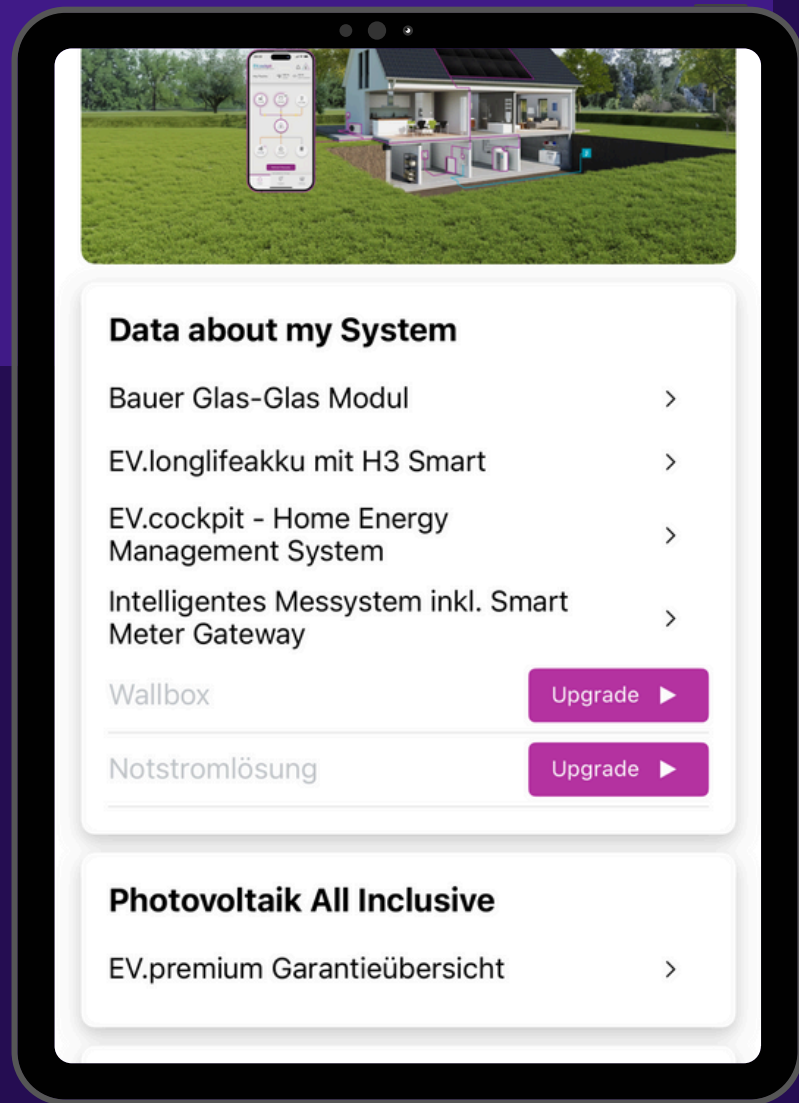 Data about my System
Bauer Glas-Glas Modul
EV.longlifeakku mit H3 Smart
EV.cockpit - Home Energy
Management System
Intelligentes Messystem inkl. Smart
Meter Gateway
Wallbox
Upgrade
Notstromlösung
Upgrade
Photovoltaik All Inclusive
EV.premium Garantieübersicht